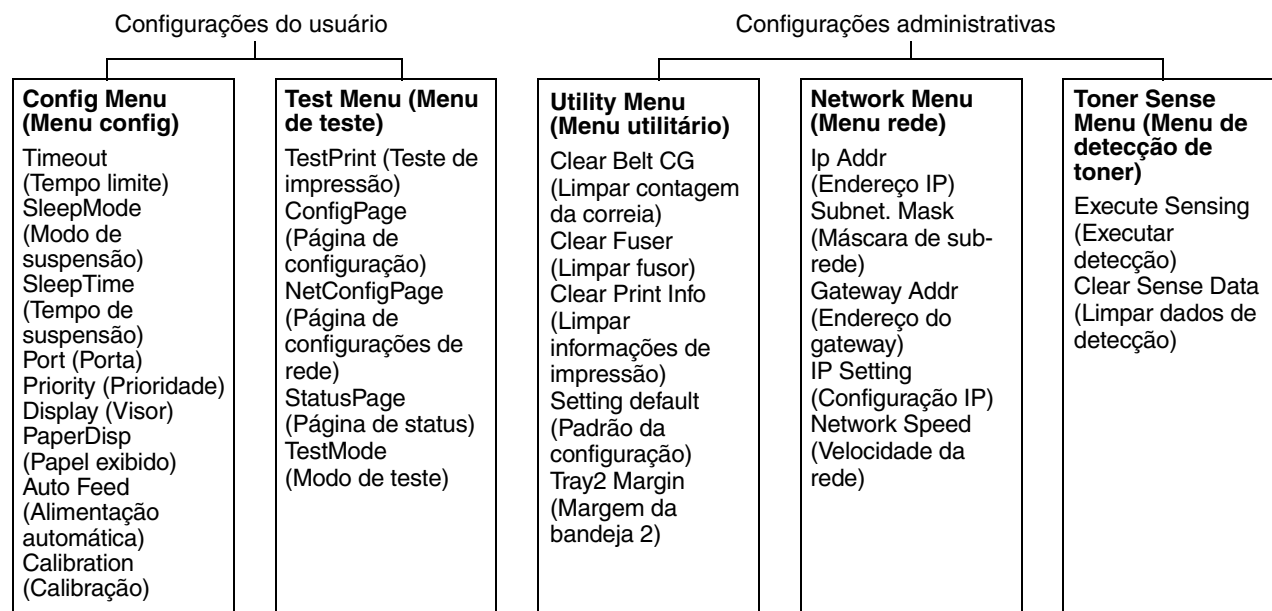 Configurações do usuário
Config Menu
(Menu config)
Timeout
(Tempo limite)
SleepMode
(Modo de
suspensão)
SleepTime
(Tempo de
suspensão)
Port (Porta)
Priority (Prioridade)
Display (Visor)
PaperDisp
(Papel exibido)
Auto Feed
(Alimentação
automática)
Calibration
(Calibração)
Test Menu (Menu
de teste)
TestPrint (Teste de
impressão)
ConfigPage
(Página de
configuração)
NetConfigPage
(Página de
configurações de
rede)
StatusPage
(Página de status)
TestMode
(Modo de teste)
Configurações administrativas
Utility Menu
(Menu utilitário)
Clear Belt CG
(Limpar contagem
da correia)
Clear Fuser
(Limpar fusor)
Clear Print Info
(Limpar
informações de
impressão)
Setting default
(Padrão da
configuração)
Tray2 Margin
(Margem da
bandeja 2)
Network Menu
(Menu rede)
Ip Addr
(Endereço IP)
Subnet. Mask
(Máscara de sub-
rede)
Gateway Addr
(Endereço do
gateway)
IP Setting
(Configuração IP)
Network Speed
(Velocidade da
rede)
Toner Sense
Menu (Menu de
detecção de
toner)
Execute Sensing
(Executar
detecção)
Clear Sense Data
(Limpar dados de
detecção)